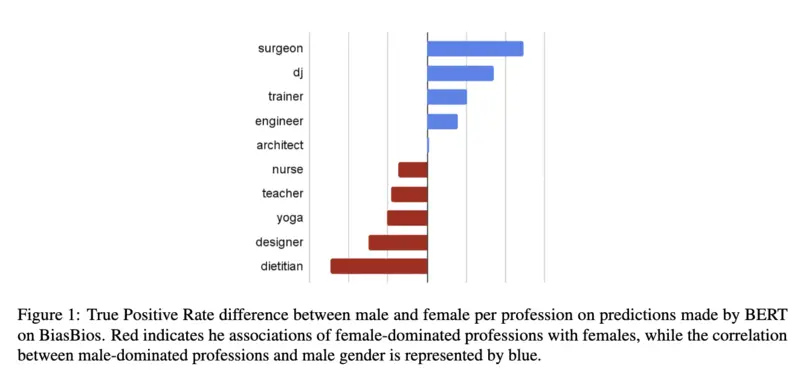 surgeon
dj
trainer
engineer
architect
nurse
teacher
yoga
designer
dietitian
Figure 1: True Positive Rate difference between male and female per profession on predictions made by BERT
on BiasBios. Red indicates he associations of female-dominated professions with females, while the correlation
between male-dominated professions and male gender is represented by blue.